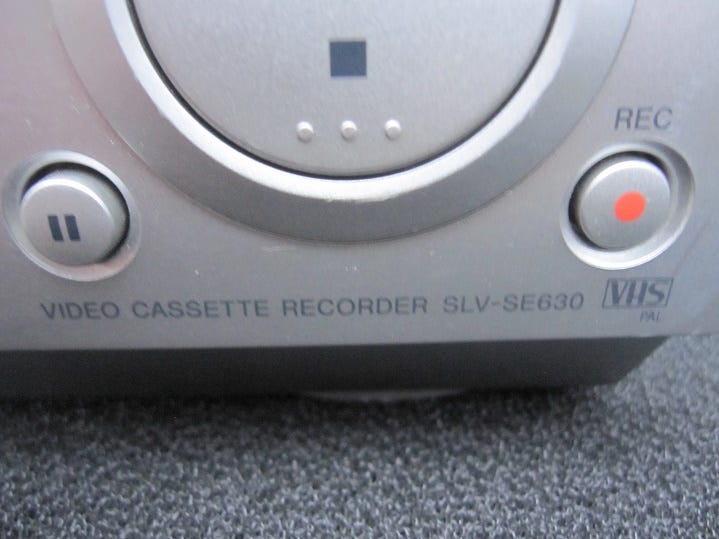 REC
VIDEO CASSETTE RECORDER SLV-SE630 VHS
PAL